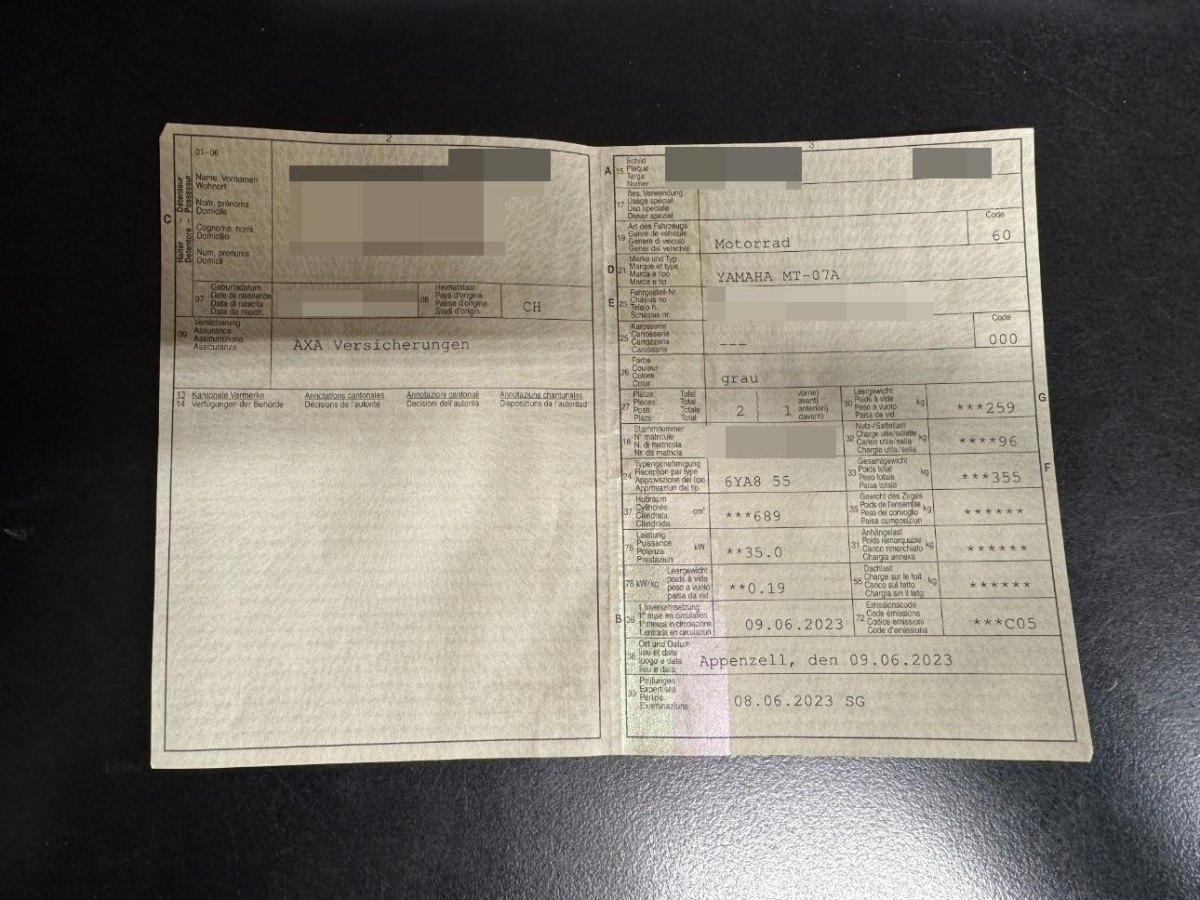 2
01-06
C
Halter - Détenteur
Detentore - Possessur
Name, Vornamen
Wohnort
Nom, prénoms
Domicile
Cognome, nomi
Domicilio
Num, prenums
Domicil
07
Geburtsdatum
Date de naissance
Data di nascita
Data da nasch.
08
Heimatstaat
Pays d'origine
Paese d'origine
Stadi d'origin
CH
09
Versicherung
Assurance
Assicurazione
Assicuranza
AXA Versicherungen
13 Kantonale Vermerke Annotations cantonales Annotazioni cantonali Annotaziuns chantunalas
14 Verfügungen der Behörde Décisions de l'autorité Decisioni dell'autorità Disposiziuns da l'autoritad
3
A
15
Schild
Plaque
Targa
Numer
17
Bes. Verwendung
Usage spécial
Uso speciale
Diever spezial
19
Art des Fahrzeugs
Genre de véhicule
Genere di veicolo
Gener dal vehichel
Motorrad
Code
60
D
21
Marke und Typ
Marque et type
Marca e tipo
Marca e tip
YAMAHA MT-07A
E
23
Fahrgestell-Nr.
Châssis no
Telaio n.
Schassis nr.
25
Karosserie
Carrosserie
Carrozzeria
Carossaria
---
Code
000
26
Farbe
Couleur
Colore
Colur
grau
27
Plätze: Total
Places: Total
Posti: Totale
Plazs: Total
2
1
vorne)
avant)
anteriori)
davant)
30
Leergewicht
Poids à vide
Peso a vuoto
Paisa da vid
kg
***259
G
18
Stammnummer
N° matricule
N. di matricola
Nr. da matricla
32
Nutz-/Sattellast
Charge utile/sellette
Carico utile/sella
Chargia utila/sella
kg
****96
24
Typengenehmigung
Réception par type
Approvazione del tipo
Approvaziun dal tip
6YA8 55
33
Gesamtgewicht
Poids total
Peso totale
Paisa totala
kg
***355
F
37
Hubraum
Cylindrée
Cilindrata
Cilindrada
cm³
***689
35
Gewicht des Zuges
Poids de l'ensemble
Peso del convoglio
Paisa cumposiziun
kg
******
76
Leistung
Puissance
Potenza
Prestaziun
kW
**35.0
31
Anhängelast
Poids remorquable
Carico rimorchiato
Chargia annexa
kg
******
78 kW/kg
Leergewicht
poids à vide
peso a vuoto
paisa da vid
**0.19
55
Dachlast
Charge sur le toit
Carico sul tetto
Chargia sin il tetg
kg
******
B
36
1. Inverkehrsetzung
1re mise en circulation
1a messa in circolazione
1. entrada en circulaziun
09.06.2023
72
Emissionscode
Code émissions
Codice emissioni
Code d'emissiuns
***C05
38
Ort und Datum
lieu et date
luogo e data
lieu e data
Appenzell, den 09.06.2023
39
Prüfungen
Expertises
Perizie
Examinaziuns
08.06.2023 SG